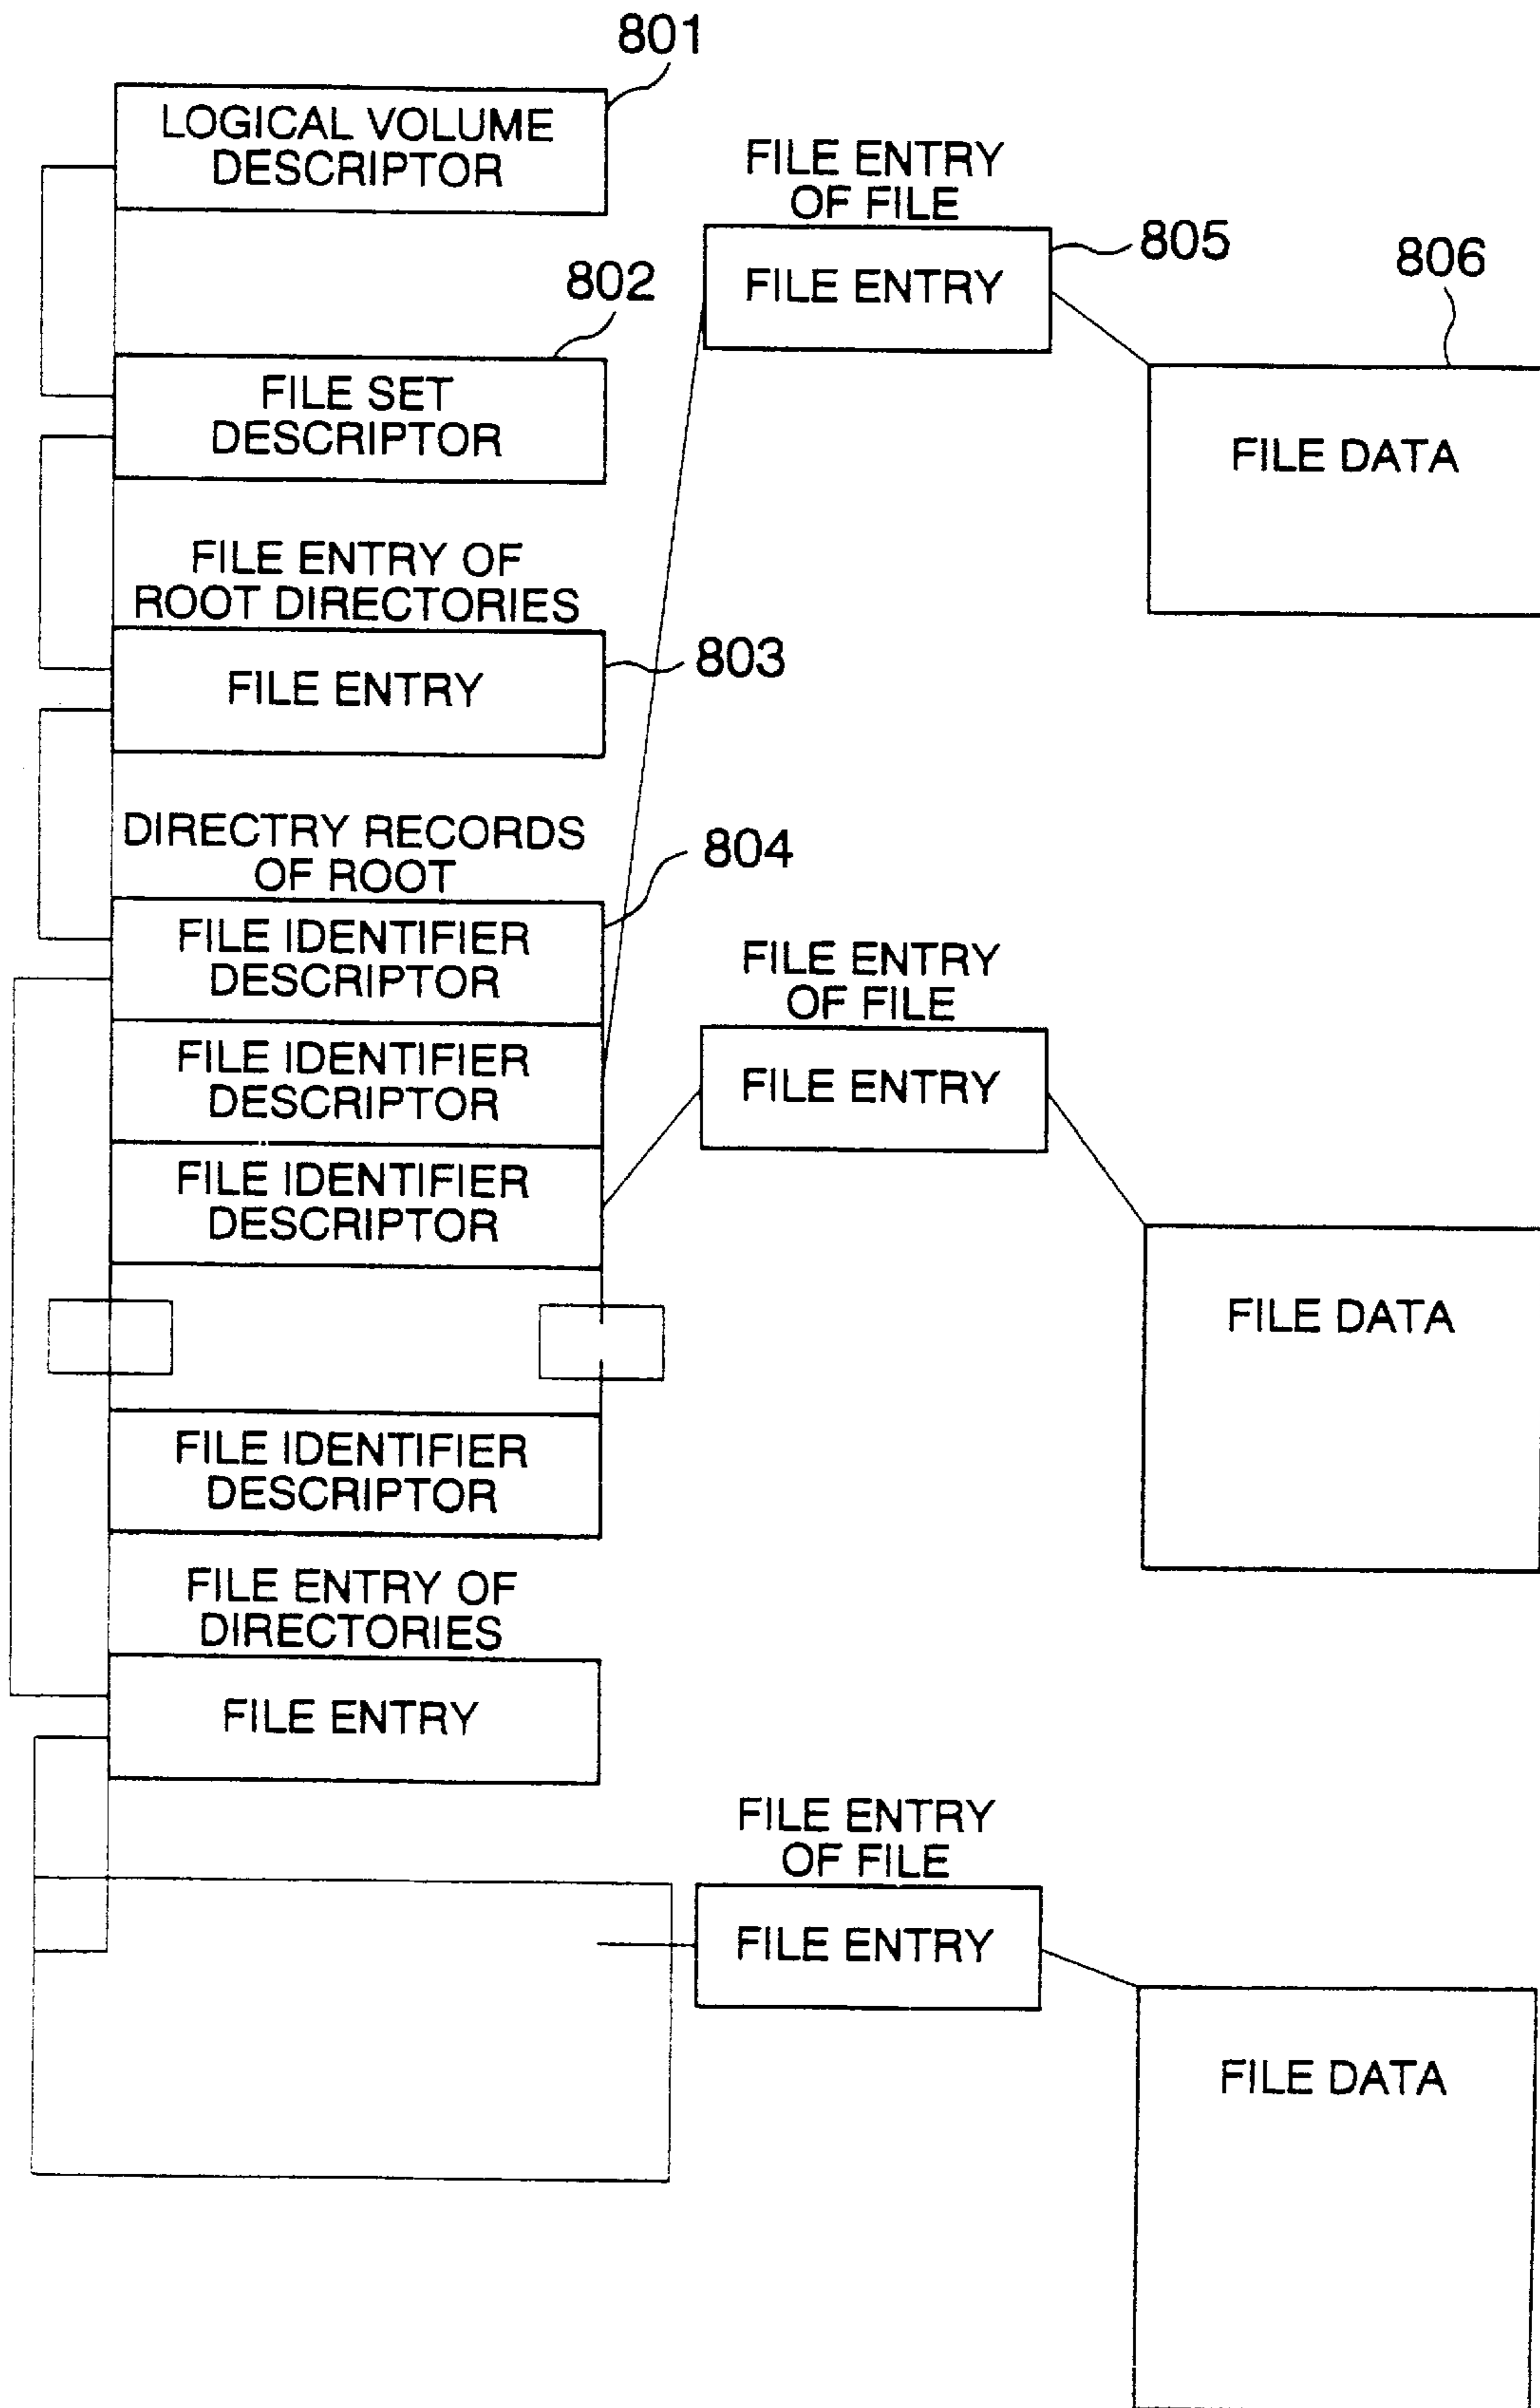 801
LOGICAL VOLUME
DESCRIPTOR
802
FILE SET
DESCRIPTOR
FILE ENTRY OF
ROOT DIRECTORIES
803
FILE ENTRY
DIRECTRY RECORDS
OF ROOT
804
FILE IDENTIFIER
DESCRIPTOR
FILE IDENTIFIER
DESCRIPTOR
FILE IDENTIFIER
DESCRIPTOR
FILE IDENTIFIER
DESCRIPTOR
FILE ENTRY OF
DIRECTORIES
FILE ENTRY
FILE ENTRY
OF FILE
805
FILE ENTRY
806
FILE DATA
FILE ENTRY
OF FILE
FILE ENTRY
FILE DATA
FILE ENTRY
OF FILE
FILE ENTRY
FILE DATA